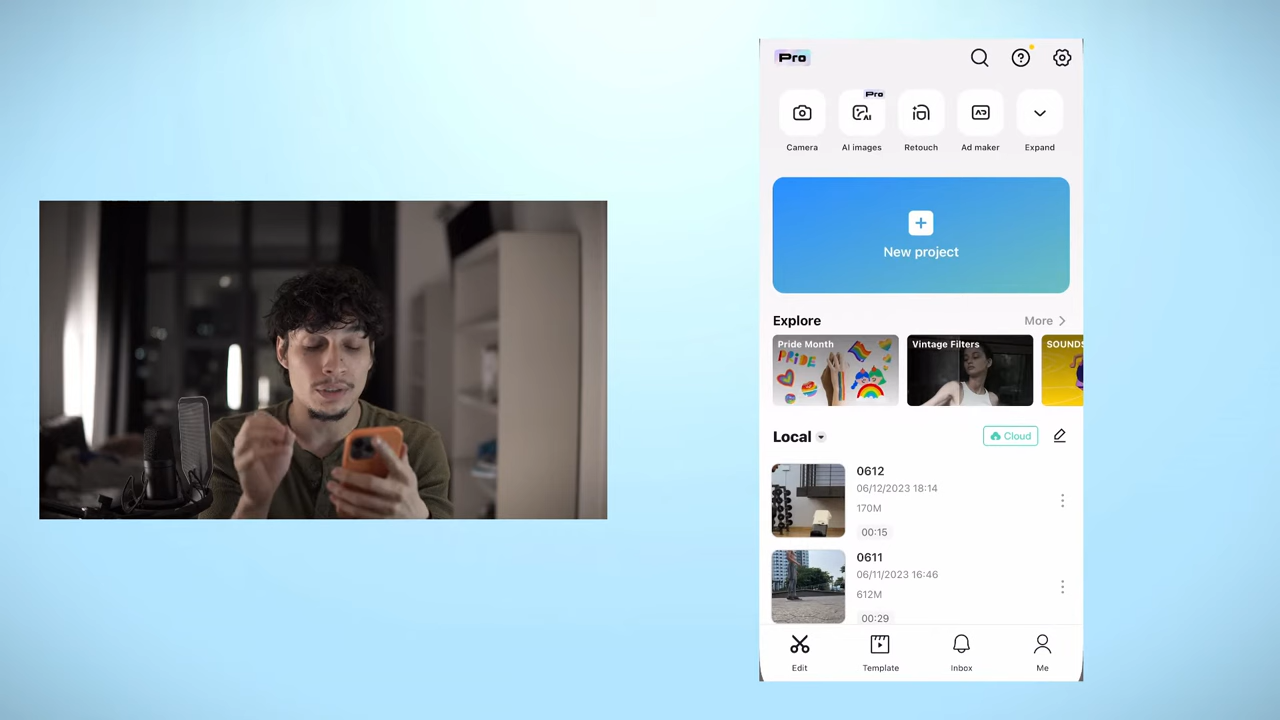 Pro
Pro
Camera
AI images
Retouch
Ad maker
Expand
New project
Explore
More
Pride Month
PRIDE
Vintage Filters
SOUNDS
Local
Cloud
0612
06/12/2023 18:14
170M
00:15
0611
06/11/2023 16:46
612M
00:29
Edit
Template
Inbox
Me